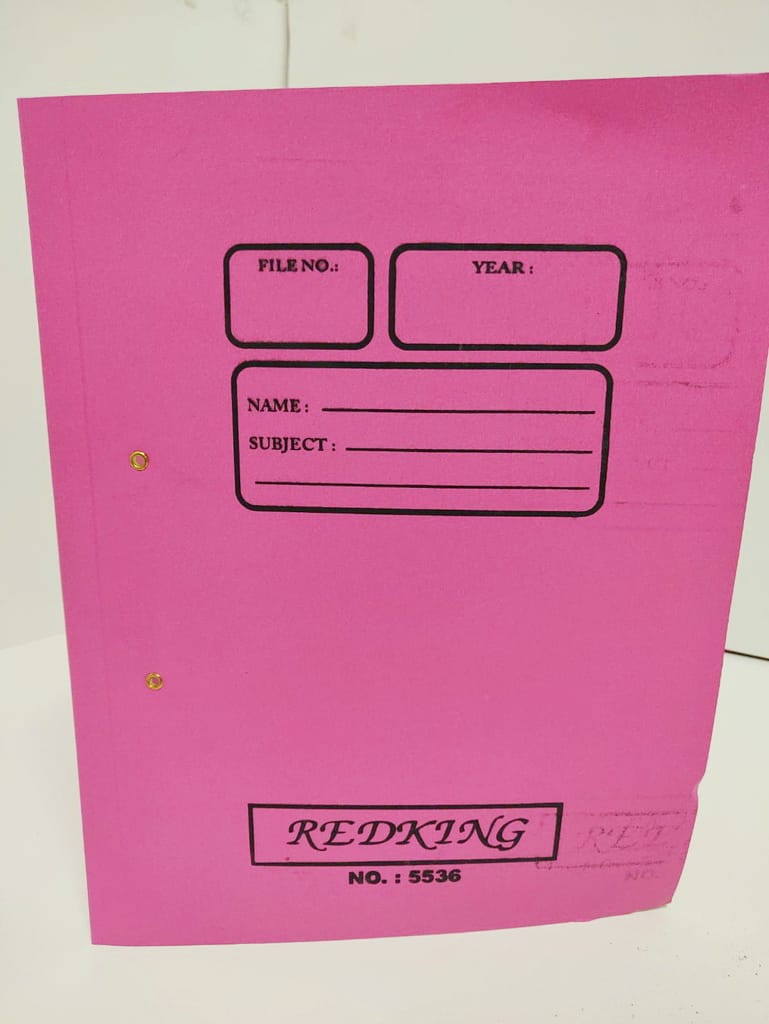 FILE NO.:
YEAR :
NAME :
SUBJECT :
REDKING
NO. : 5536